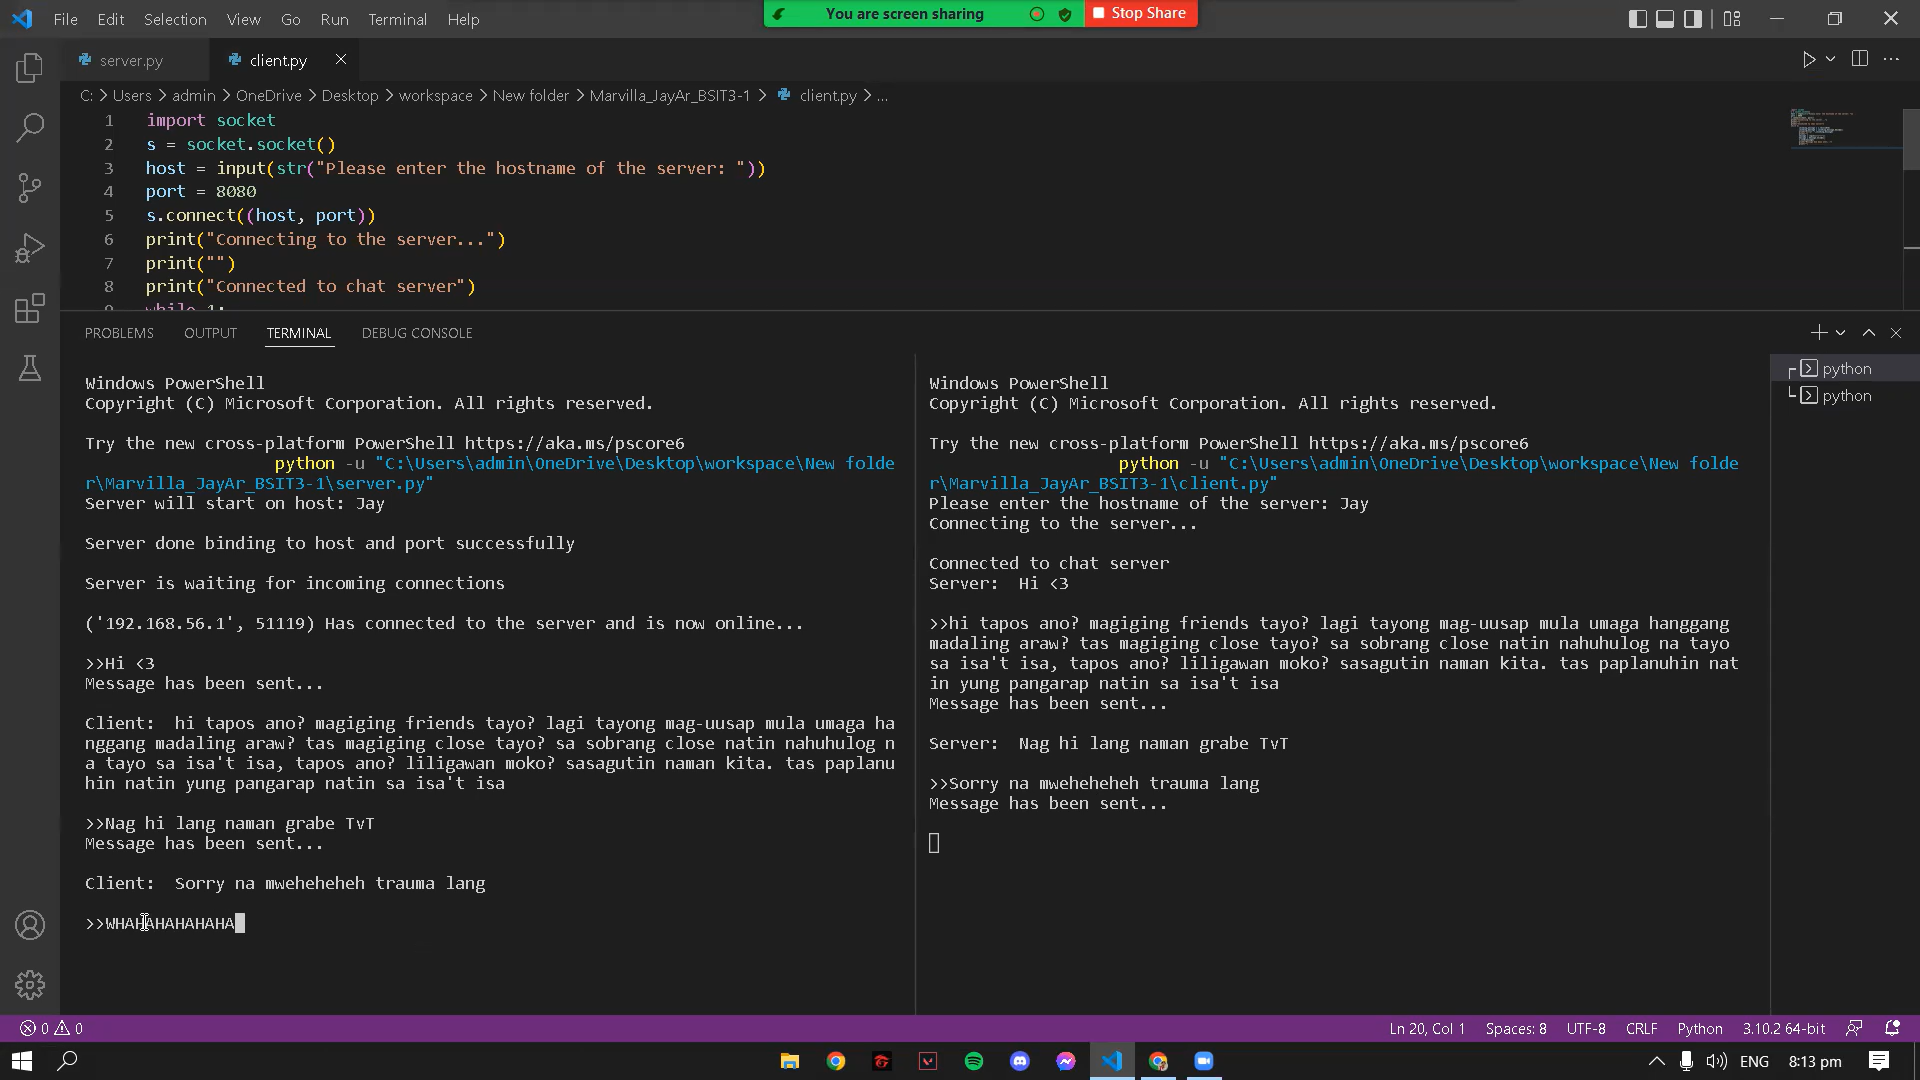 File Edit Selection View Go Run Terminal Help
You are screen sharing
Stop Share
server.py
client.py
C: > Users > admin > OneDrive > Desktop > workspace > New folder > Marvilla_JayAr_BSIT3-1 > client.py > ...
1 import socket
2 s = socket.socket()
3 host = input(str("Please enter the hostname of the server: "))
4 port = 8080
5 s.connect((host, port))
6 print("Connecting to the server...")
7 print("")
8 print("Connected to chat server")
9 while 1:
PROBLEMS OUTPUT TERMINAL DEBUG CONSOLE
Windows PowerShell
Copyright (C) Microsoft Corporation. All rights reserved.
Try the new cross-platform PowerShell https://aka.ms/pscore6
python -u "C:\Users\admin\OneDrive\Desktop\workspace\New folde
r\Marvilla_JayAr_BSIT3-1\server.py"
Server will start on host: Jay
Server done binding to host and port successfully
Server is waiting for incoming connections
('192.168.56.1', 51119) Has connected to the server and is now online...
>>Hi <3
Message has been sent...
Client:  hi tapos ano? magiging friends tayo? lagi tayong mag-uusap mula umaga ha
nggang madaling araw? tas magiging close tayo? sa sobrang close natin nahuhulog n
a tayo sa isa't isa, tapos ano? liligawan moko? sasagutin naman kita. tas paplanu
hin natin yung pangarap natin sa isa't isa
>>Nag hi lang naman grabe TvT
Message has been sent...
Client:  Sorry na mweheheheh trauma lang
>>WHAHAHAHAHAHA
Windows PowerShell
Copyright (C) Microsoft Corporation. All rights reserved.
Try the new cross-platform PowerShell https://aka.ms/pscore6
python -u "C:\Users\admin\OneDrive\Desktop\workspace\New folde
r\Marvilla_JayAr_BSIT3-1\client.py"
Please enter the hostname of the server: Jay
Connecting to the server...
Connected to chat server
Server:  Hi <3
>>hi tapos ano? magiging friends tayo? lagi tayong mag-uusap mula umaga hanggang
madaling araw? tas magiging close tayo? sa sobrang close natin nahuhulog na tayo
sa isa't isa, tapos ano? liligawan moko? sasagutin naman kita. tas paplanuhin nat
in yung pangarap natin sa isa't isa
Message has been sent...
Server:  Nag hi lang naman grabe TvT
>>Sorry na mweheheheh trauma lang
Message has been sent...
python
python
0 0
Ln 20, Col 1 Spaces: 8 UTF-8 CRLF Python 3.10.2 64-bit
ENG 8:13 pm